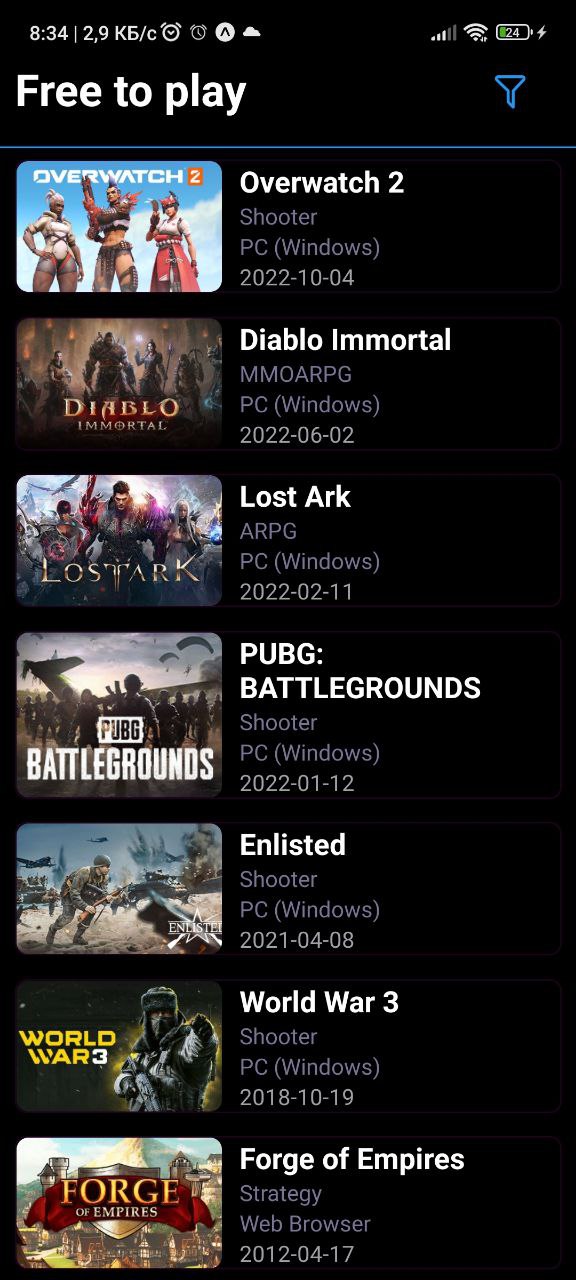 8:34 | 2,9 КБ/с
24
Free to play
OVERWATCH 2
Overwatch 2
Shooter
PC (Windows)
2022-10-04
DIABLO
IMMORTAL
Diablo Immortal
MMOARPG
PC (Windows)
2022-06-02
LOST ARK
Lost Ark
ARPG
PC (Windows)
2022-02-11
PUBG
BATTLEGROUNDS
PUBG:
BATTLEGROUNDS
Shooter
PC (Windows)
2022-01-12
ENLISTED
Enlisted
Shooter
PC (Windows)
2021-04-08
WORLD
WAR3
World War 3
Shooter
PC (Windows)
2018-10-19
FORGE
OF EMPIRES
Forge of Empires
Strategy
Web Browser
2012-04-17